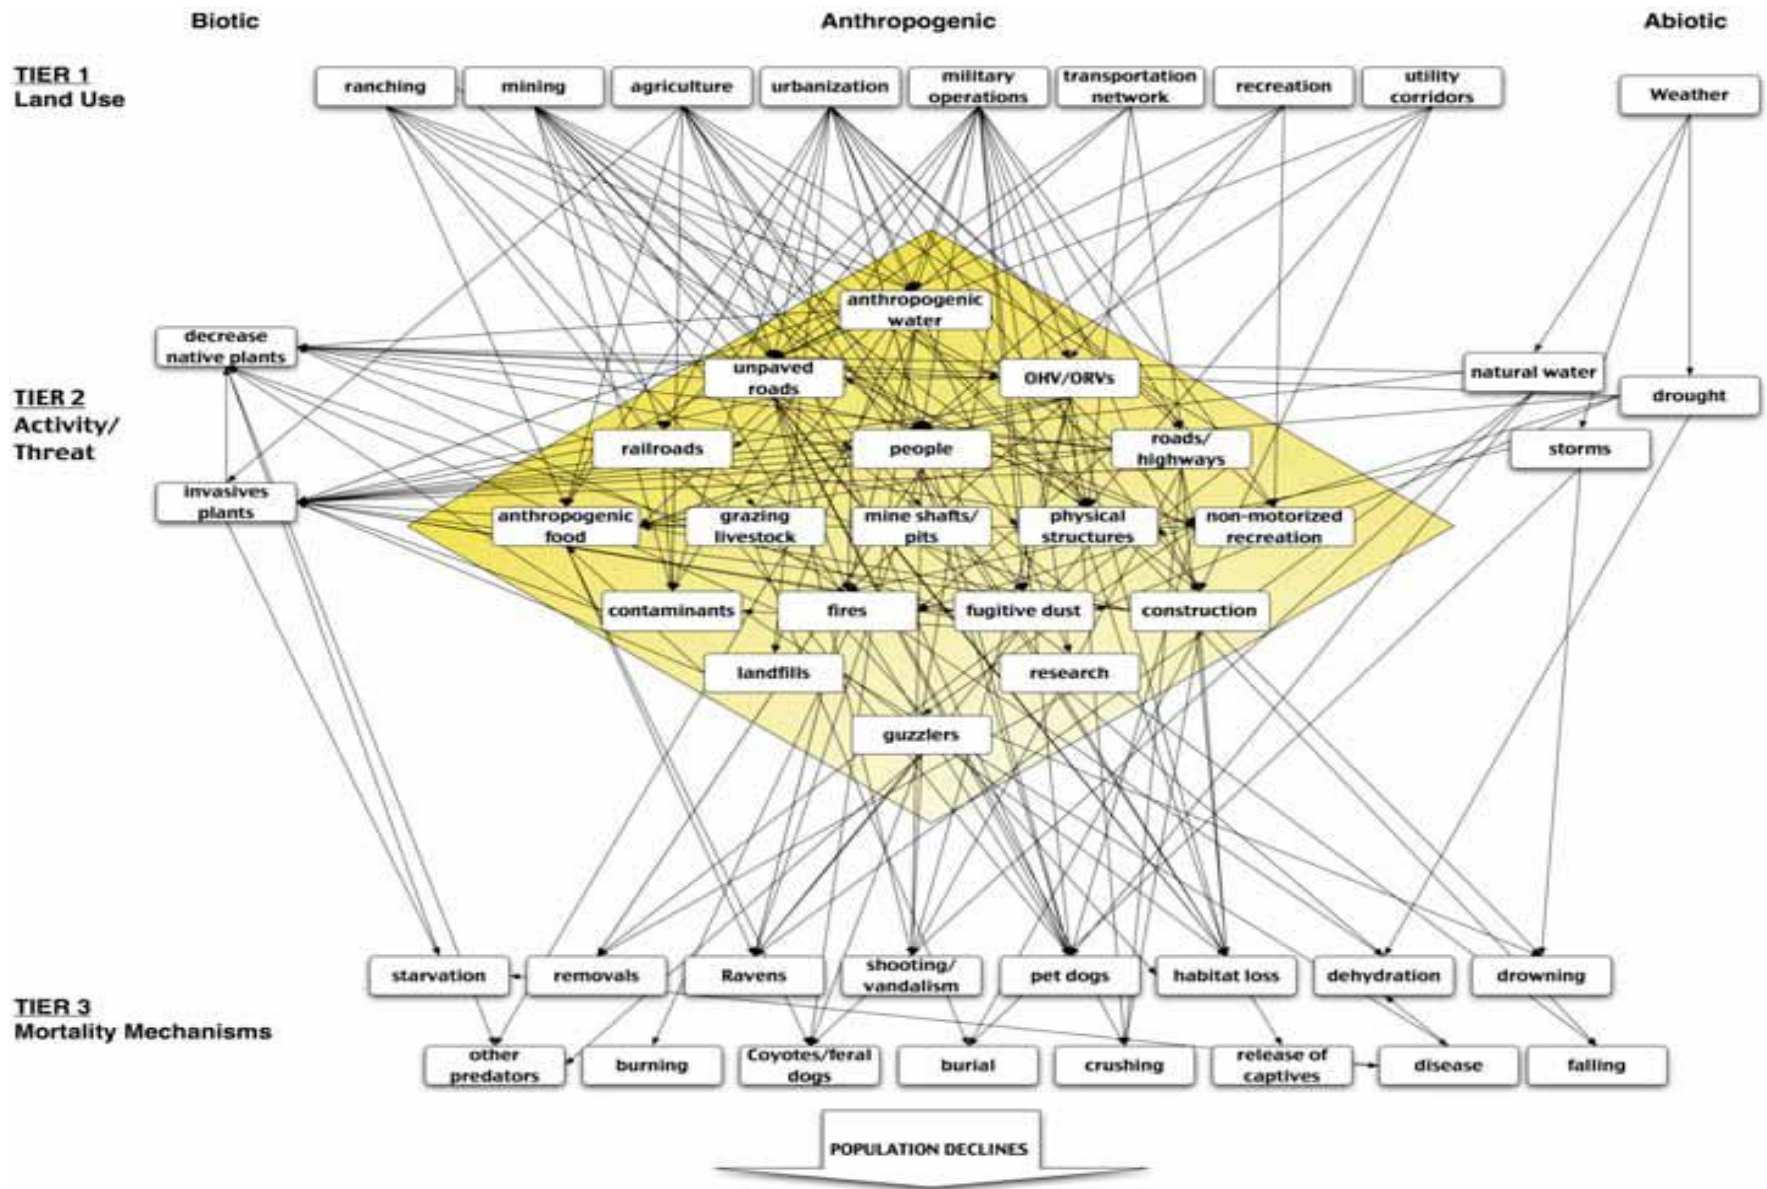 Biotic
Anthropogenic
Abiotic
TIER 1
Land Use
ranching
mining
agriculture
urbanization
military
operations
transportation
network
recreation
utility
corridors
Weather
TIER 2
Activity/
Threat
decrease
native plants
invasives
plants
anthropogenic
water
unpaved
roads
OHV/ORVs
railroads
people
roads/
highways
anthropogenic
food
grazing
livestock
mine shafts/
pits
physical
structures
non-motorized
recreation
contaminants
fires
fugitive dust
construction
landfills
research
guzzlers
natural water
drought
storms
TIER 3
Mortality Mechanisms
starvation
removals
Ravens
shooting/
vandalism
pet dogs
habitat loss
dehydration
drowning
other
predators
burning
Coyotes/feral
dogs
burial
crushing
release of
captives
disease
falling
POPULATION DECLINES